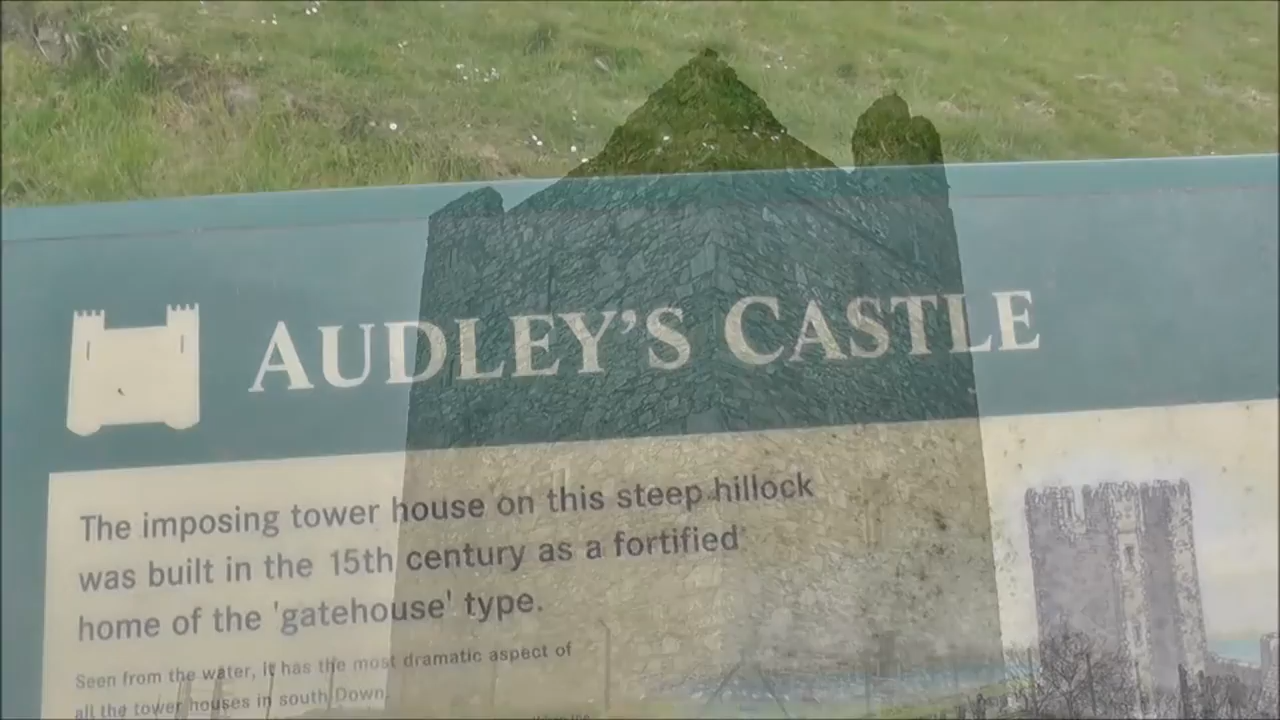 AUDLEY'S CASTLE
The imposing tower house on this steep hillock
was built in the 15th century as a fortified
home of the 'gatehouse' type.
Seen from the water, it has the most dramatic aspect of
all the tower houses in south Down.